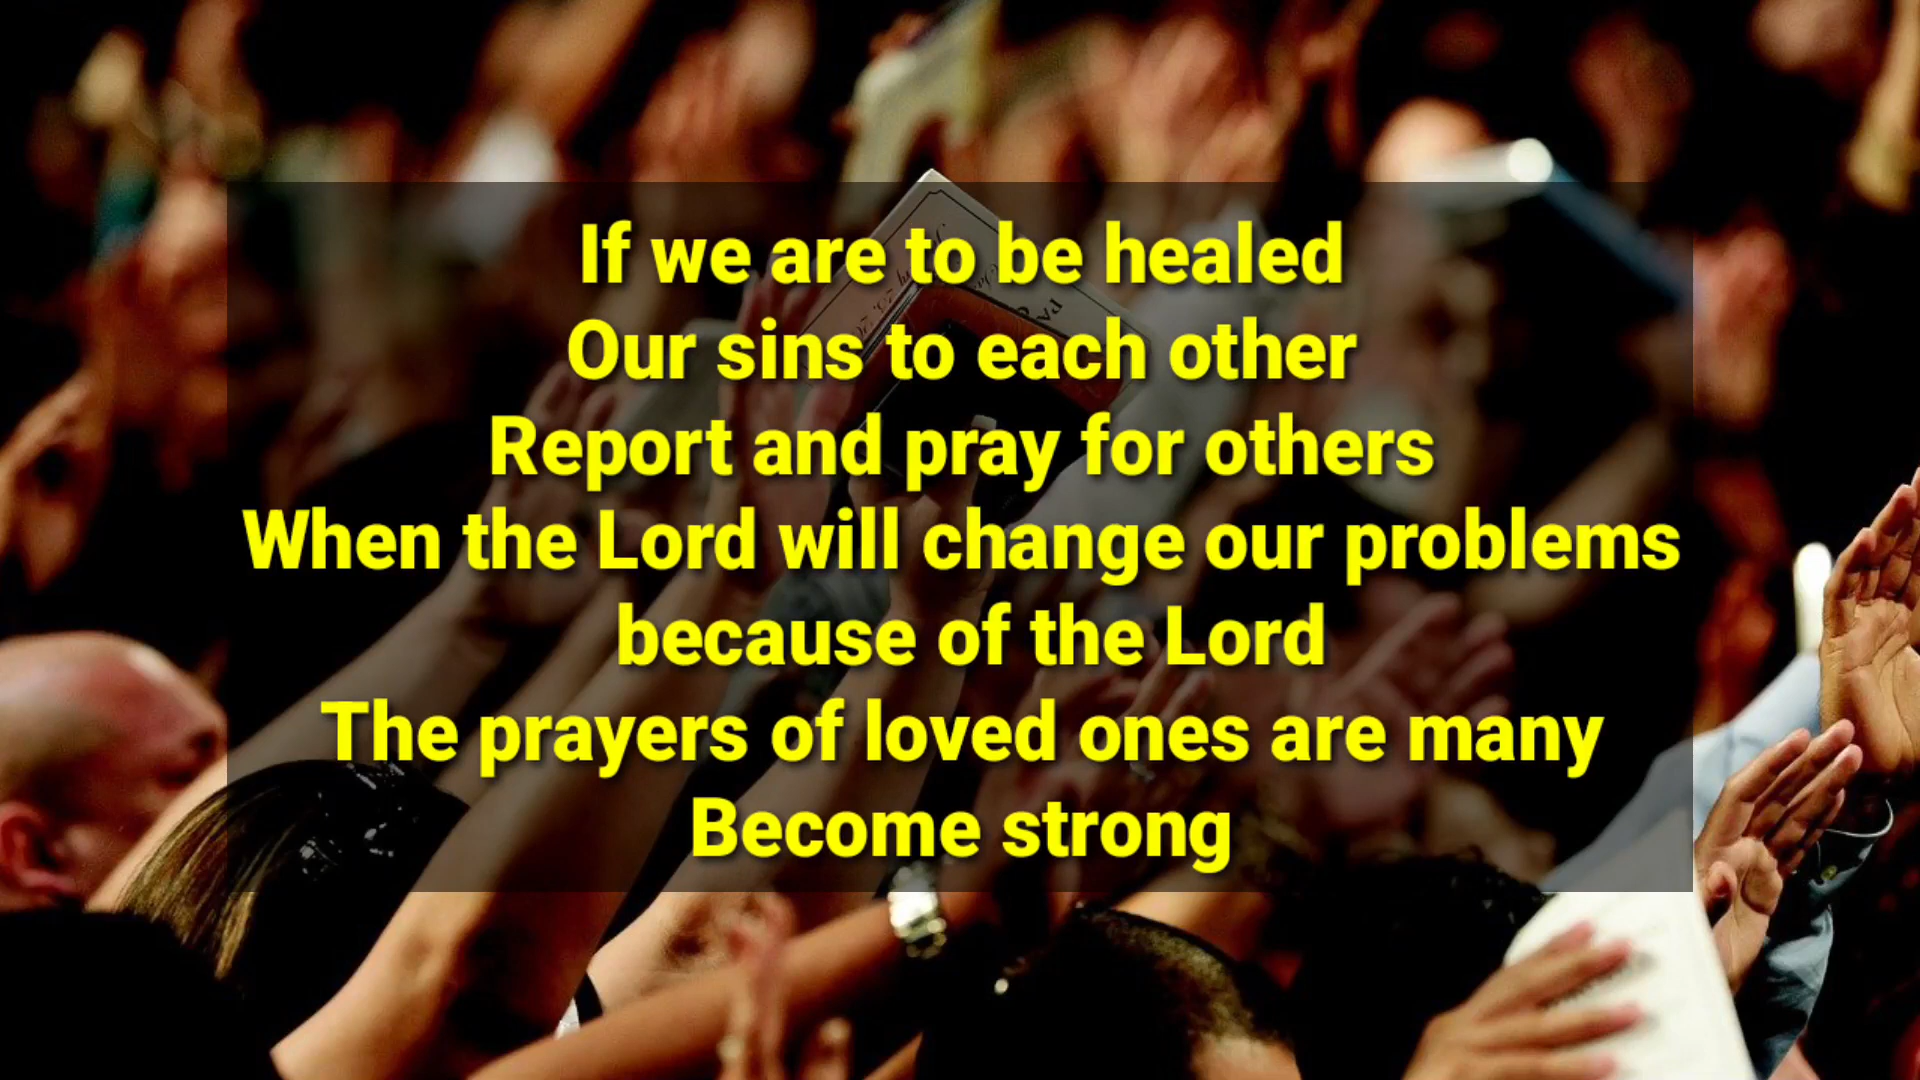 If we are to be healed
Our sins to each other
Report and pray for others
When the Lord will change our problems
because of the Lord
The prayers of loved ones are many
Become strong